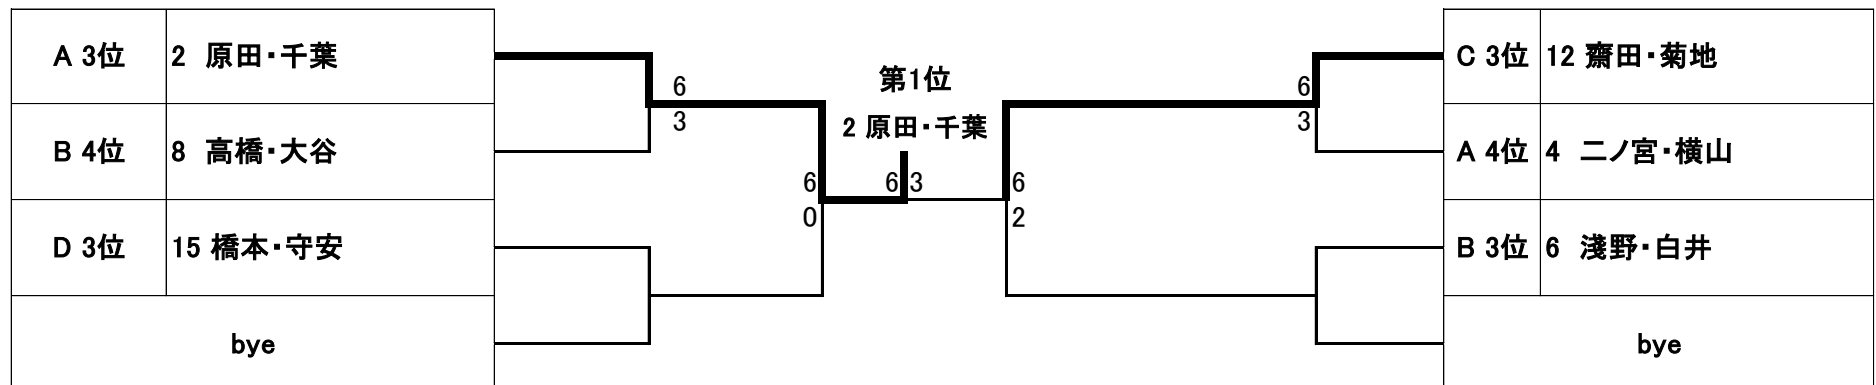 A 3位 2 原田・千葉
B 4位 8 高橋・大谷
D 3位 15 橋本・守安
bye
6
3
6
0
第1位
2 原田・千葉
6 3
6
2
6
3
C 3位 12 齋田・菊地
A 4位 4 二ノ宮・横山
B 3位 6 淺野・白井
bye